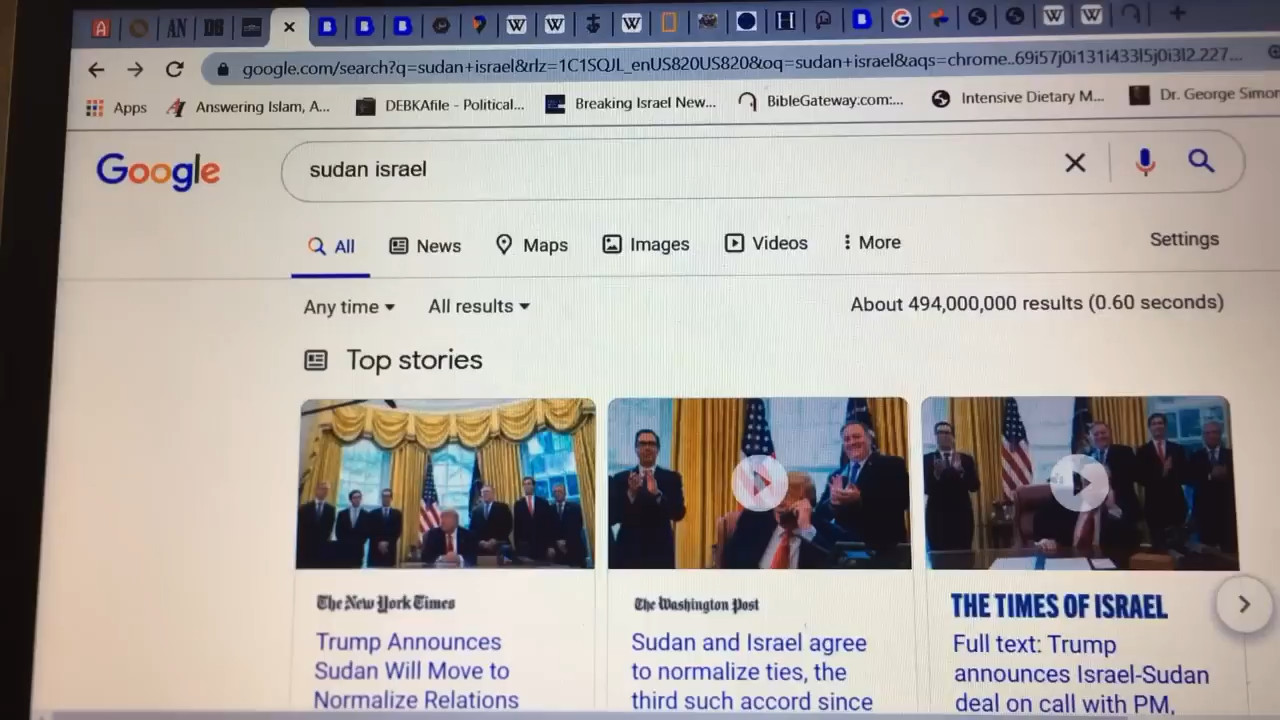 google.com/search?q=sudan+israel&rlz=1C1SQJL_enUS820US820&oq=sudan+israel&aqs=chrome..69i57j0i131i433l5j0i3l2.227...
Apps Answering Islam, A... DEBKAfile - Political... Breaking Israel New... BibleGateway.com:... Intensive Dietary M... Dr. George Simon
Google sudan israel
All News Maps Images Videos More Settings
Any time All results About 494,000,000 results (0.60 seconds)
Top stories
The New York Times
Trump Announces
Sudan Will Move to
Normalize Relations
The Washington Post
Sudan and Israel agree
to normalize ties, the
third such accord since
THE TIMES OF ISRAEL
Full text: Trump
announces Israel-Sudan
deal on call with PM,